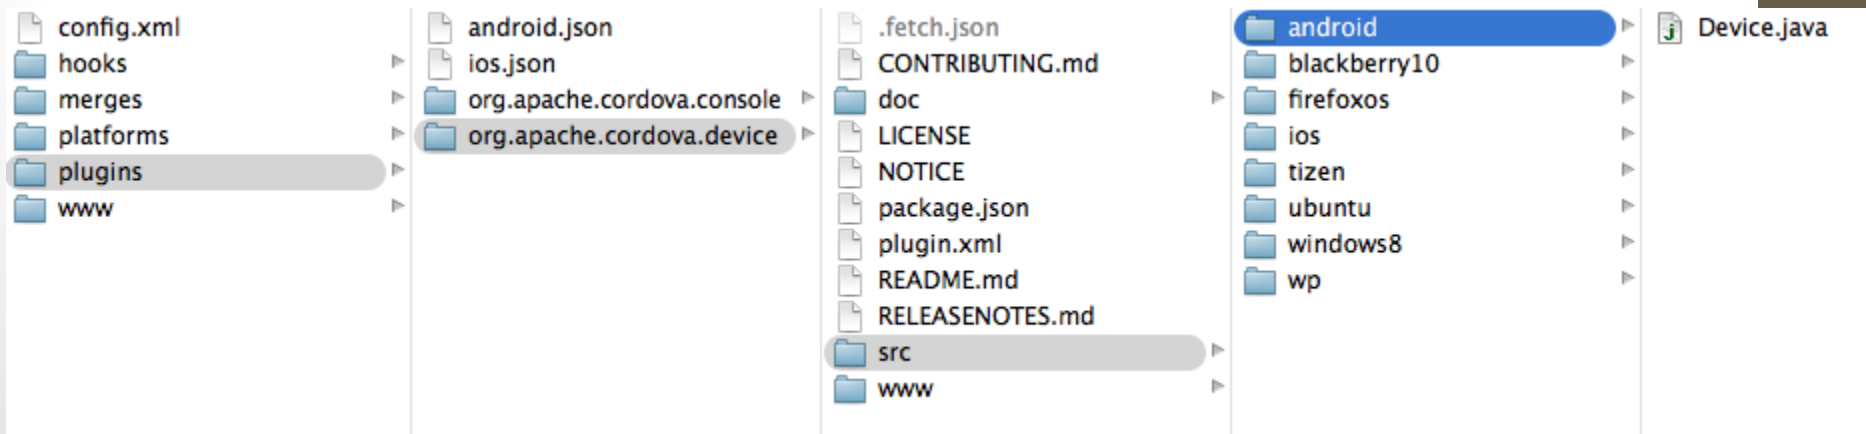 config.xml
hooks
merges
platforms
plugins
www
android.json
ios.json
org.apache.cordova.console
org.apache.cordova.device
.fetch.json
CONTRIBUTING.md
doc
LICENSE
NOTICE
package.json
plugin.xml
README.md
RELEASENOTES.md
src
www
android
blackberry10
firefoxos
ios
tizen
ubuntu
windows8
wp
Device.java